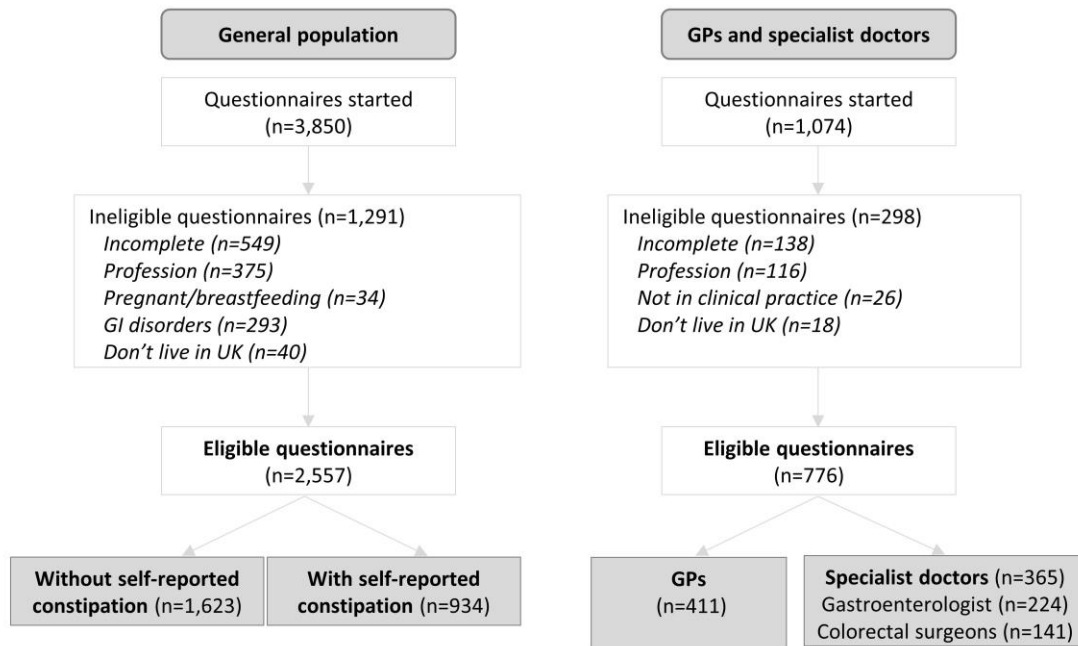 General population
Questionnaires started
(n=3,850)
Ineligible questionnaires (n=1,291)
Incomplete (n=549)
Profession (n=375)
Pregnant/breastfeeding (n=34)
GI disorders (n=293)
Don't live in UK (n=40)
Eligible questionnaires
(n=2,557)
Without self-reported
constipation (n=1,623)
With self-reported
constipation (n=934)
GPs and specialist doctors
Questionnaires started
(n=1,074)
Ineligible questionnaires (n=298)
Incomplete (n=138)
Profession (n=116)
Not in clinical practice (n=26)
Don't live in UK (n=18)
Eligible questionnaires
(n=776)
GPs
(n=411)
Specialist doctors (n=365)
Gastroenterologist (n=224)
Colorectal surgeons (n=141)